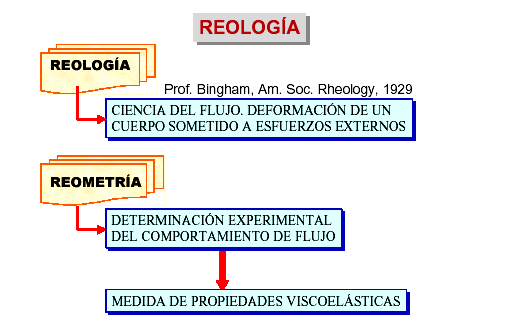 REOLOGÍA
REOLOGÍA
Prof. Bingham, Am. Soc. Rheology, 1929
CIENCIA DEL FLUJO. DEFORMACIÓN DE UN
CUERPO SOMETIDO A ESFUERZOS EXTERNOS
REOMETRÍA
DETERMINACIÓN EXPERIMENTAL
DEL COMPORTAMIENTO DE FLUJO
MEDIDA DE PROPIEDADES VISCOELÁSTICAS